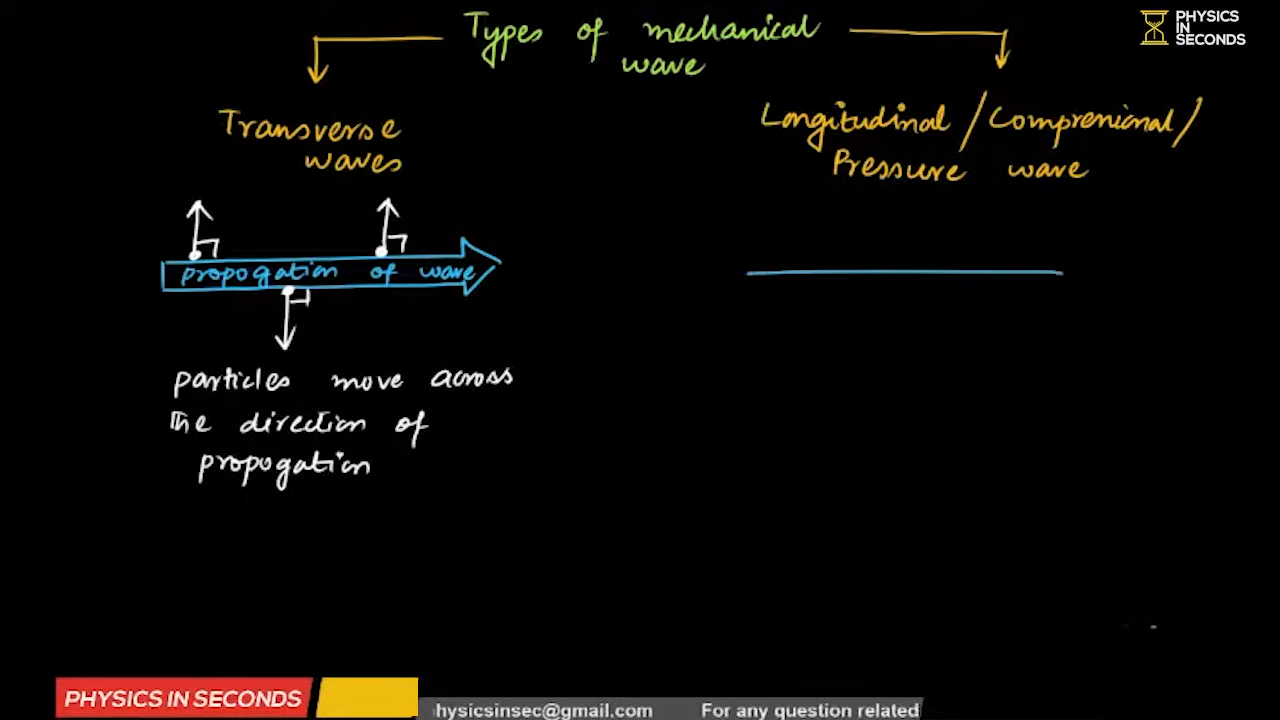 Types of mechanical
wave
PHYSICS
IN
SECONDS
Transverse
waves
Longitudinal / Comprenional /
Pressure wave
propogation of wave
particles move across
The direction of
propogation
PHYSICS IN SECONDS
hysicsinsec@gmail.com For any question related